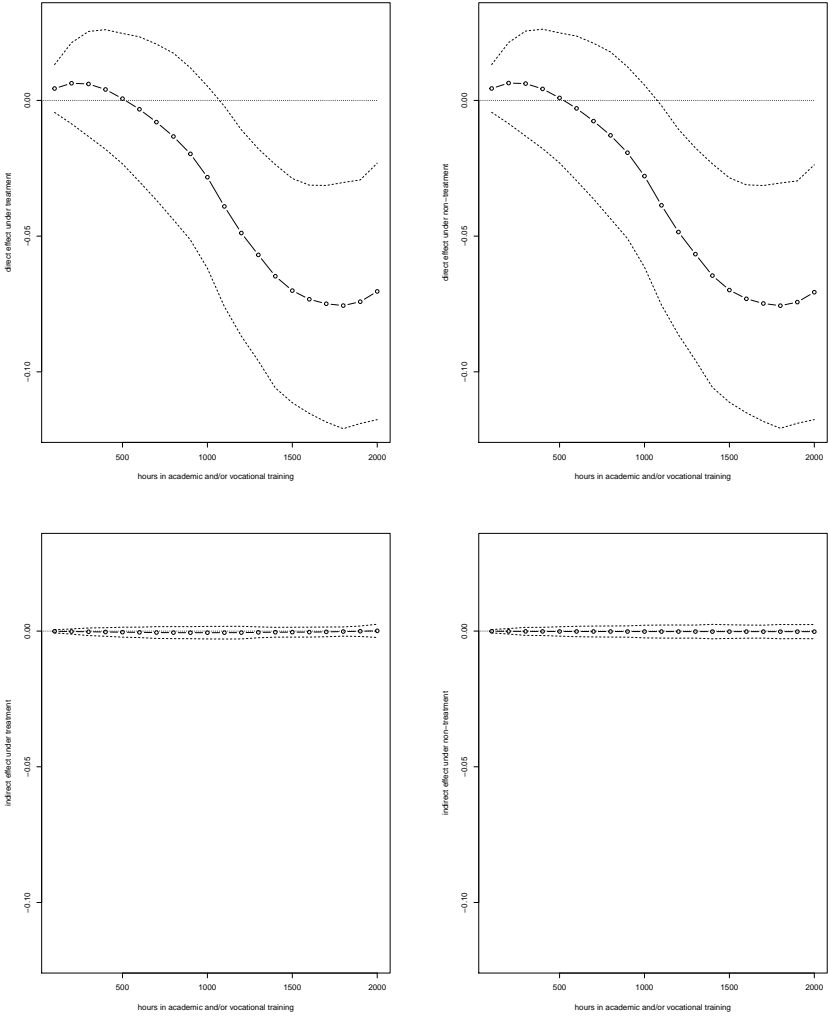 direct effect under treatment
0.00
−0.05
−0.10
500 1000 1500 2000
hours in academic and/or vocational training
direct effect under non−treatment
0.00
−0.05
−0.10
500 1000 1500 2000
hours in academic and/or vocational training
indirect effect under treatment
0.00
−0.05
−0.10
500 1000 1500 2000
hours in academic and/or vocational training
indirect effect under non−treatment
0.00
−0.05
−0.10
500 1000 1500 2000
hours in academic and/or vocational training